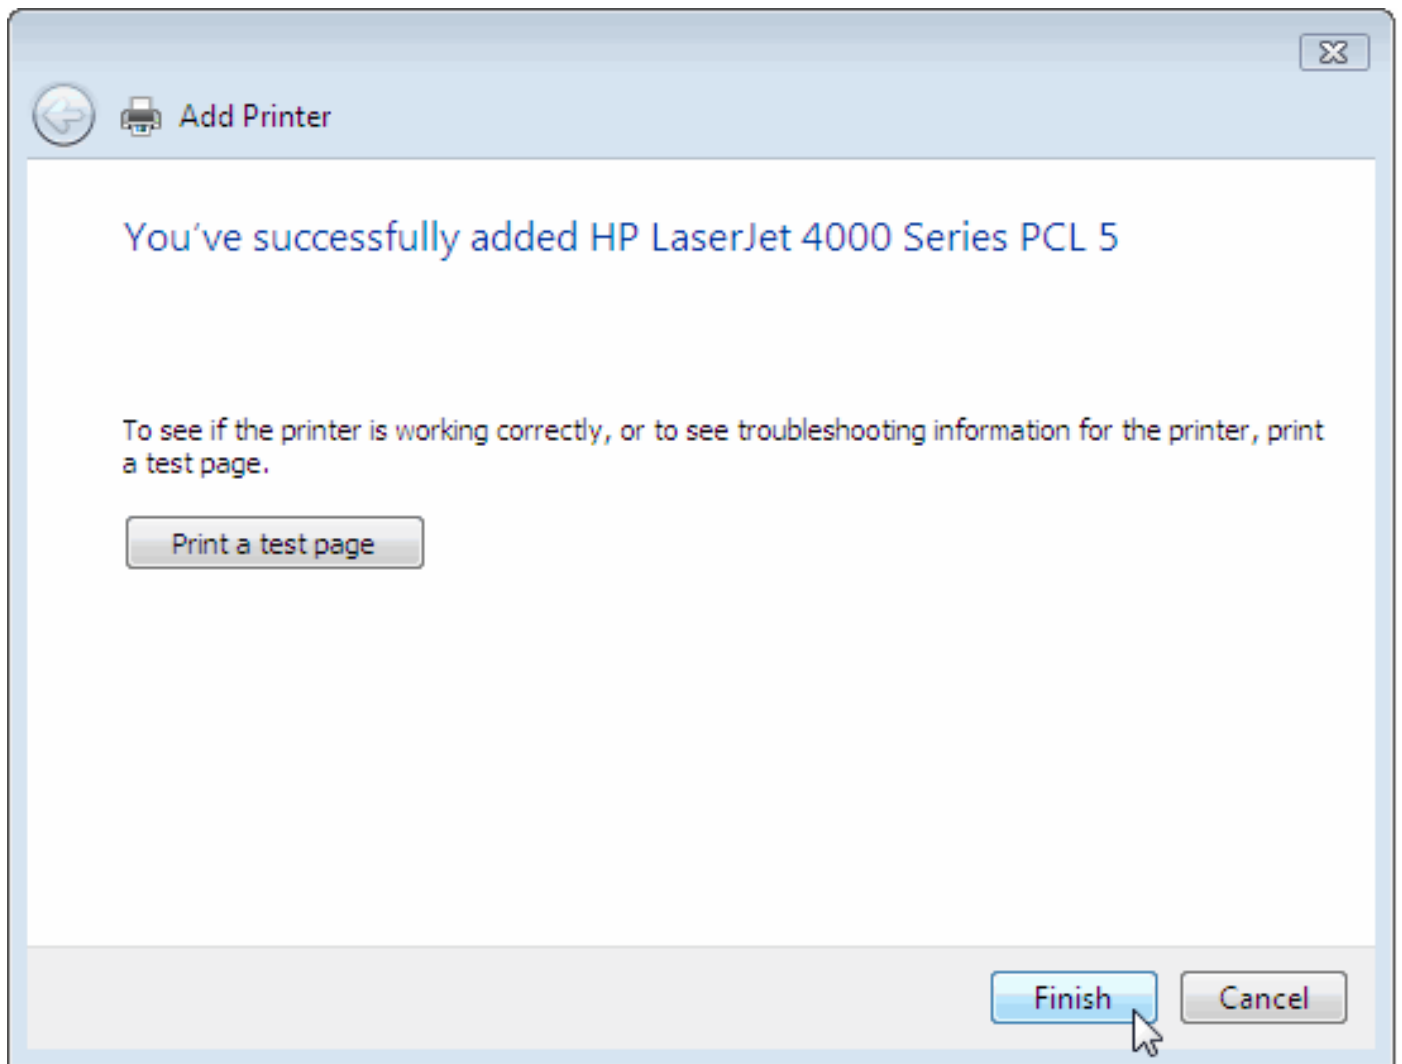 Add Printer
You've successfully added HP LaserJet 4000 Series PCL 5
To see if the printer is working correctly, or to see troubleshooting information for the printer, print
a test page.
Print a test page
Finish
Cancel